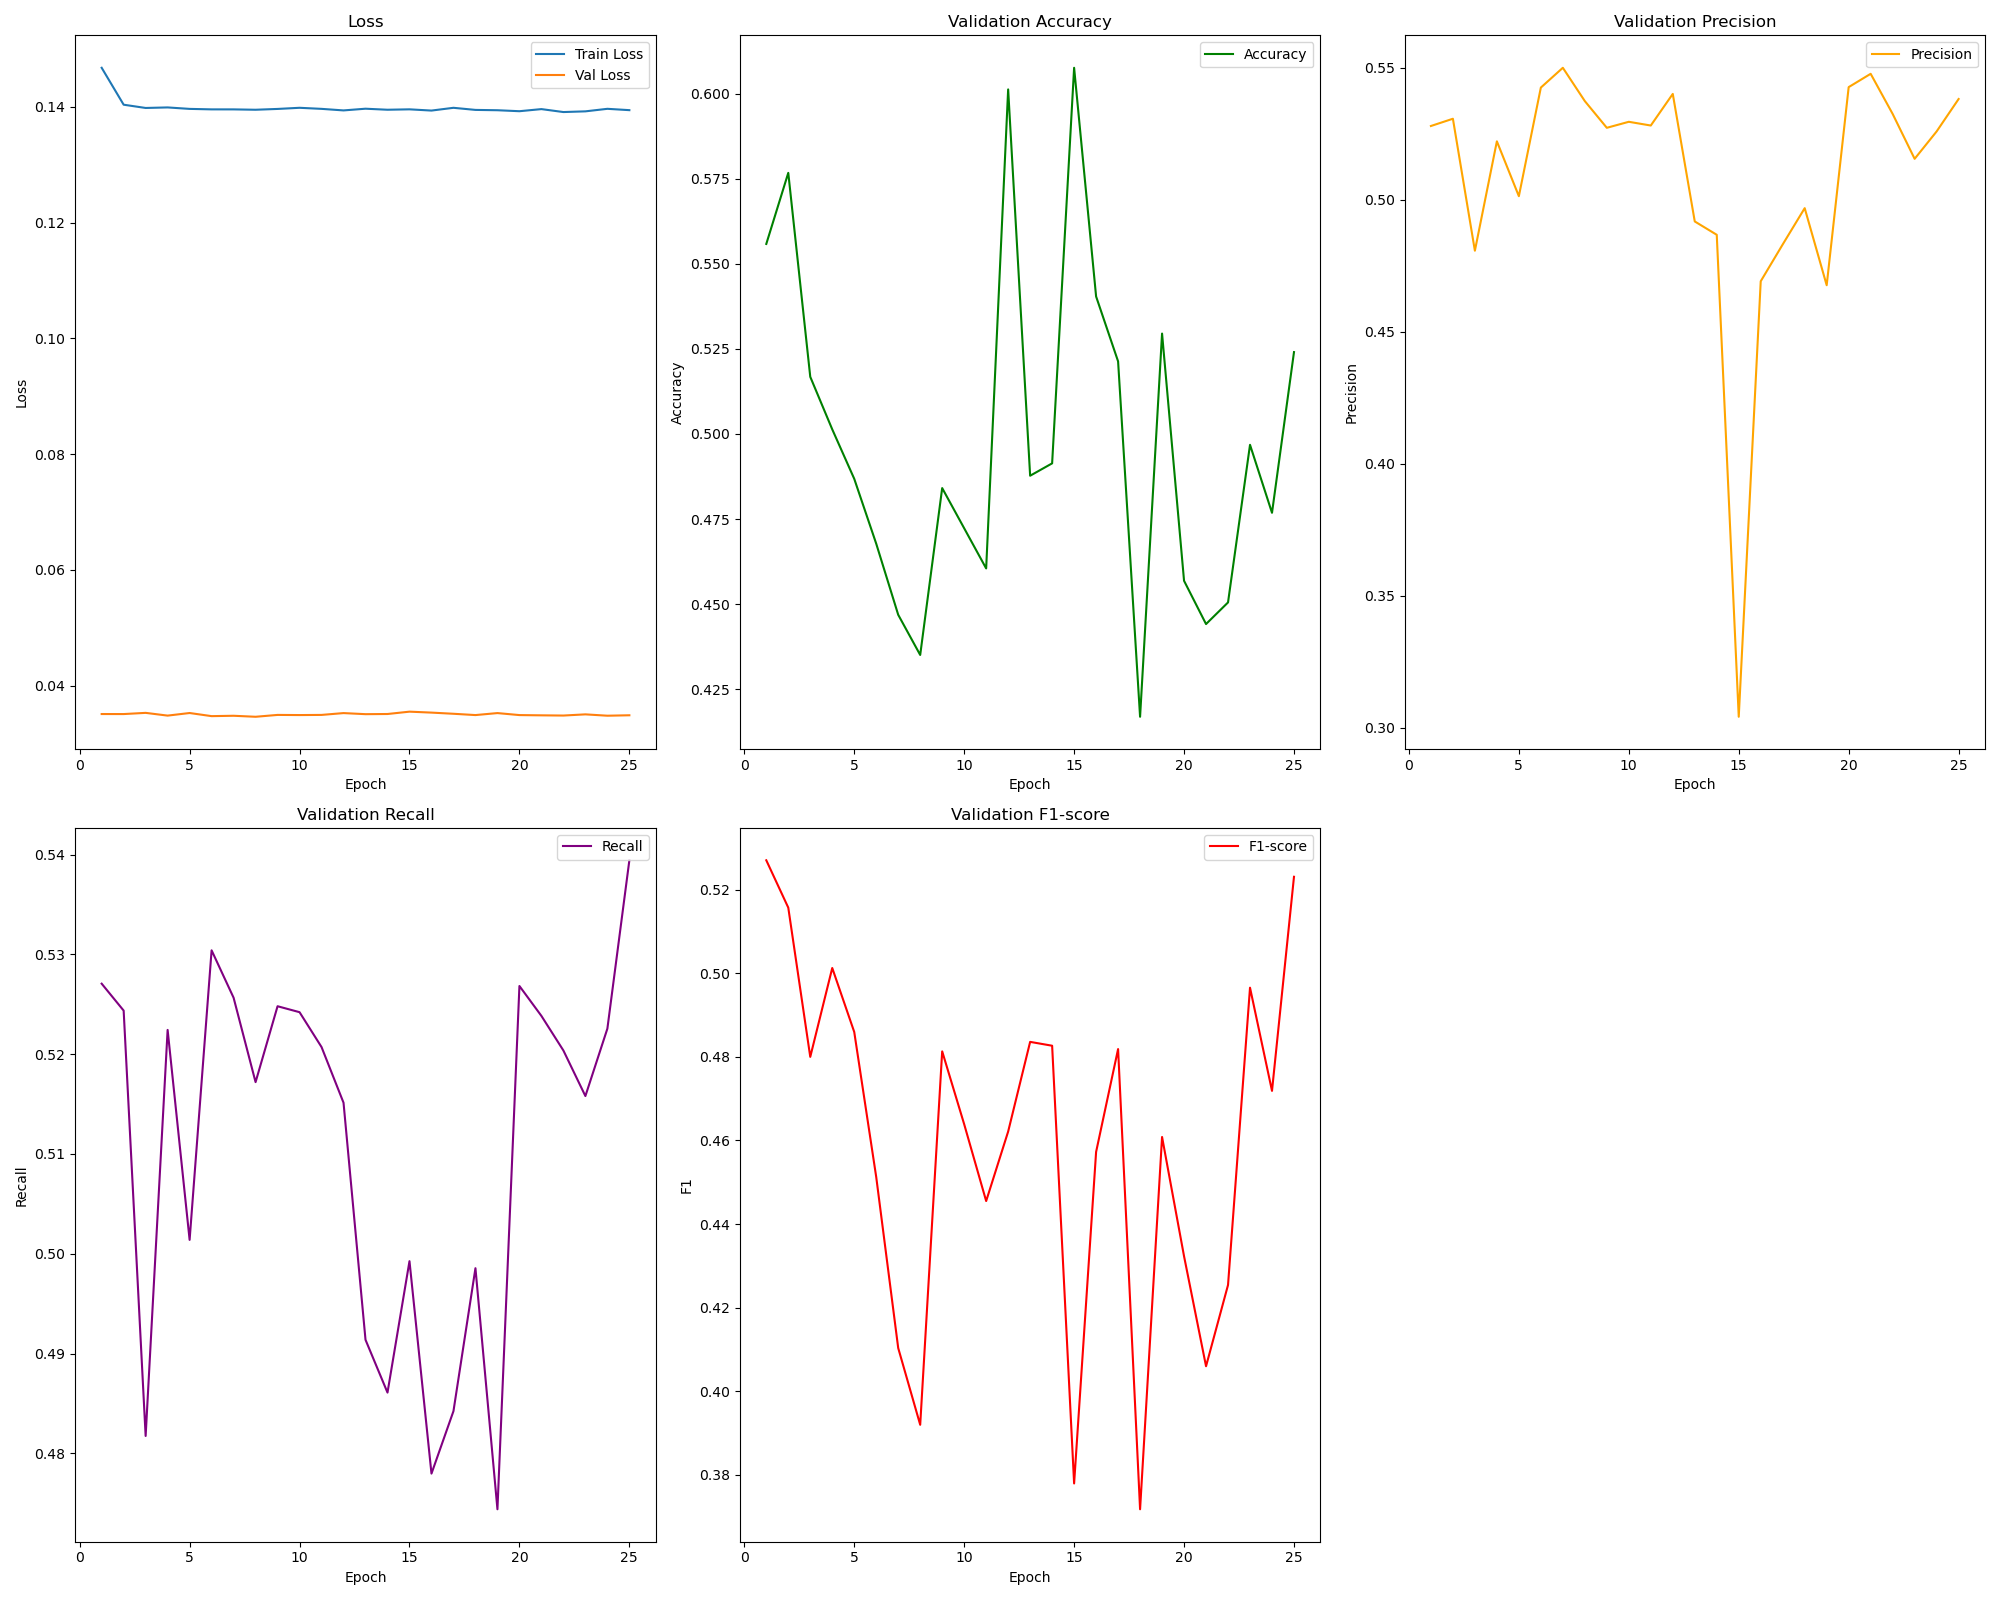 Loss
Train Loss
Val Loss
0.14
0.12
0.10
0.08
0.06
0.04
Loss
0 5 10 15 20 25
Epoch
Validation Accuracy
Accuracy
0.600
0.575
0.550
0.525
0.500
0.475
0.450
0.425
Accuracy
0 5 10 15 20 25
Epoch
Validation Precision
Precision
0.55
0.50
0.45
0.40
0.35
0.30
Precision
0 5 10 15 20 25
Epoch
Validation Recall
Recall
0.54
0.53
0.52
0.51
0.50
0.49
0.48
Recall
0 5 10 15 20 25
Epoch
Validation F1-score
F1-score
0.52
0.50
0.48
0.46
0.44
0.42
0.40
0.38
F1
0 5 10 15 20 25
Epoch